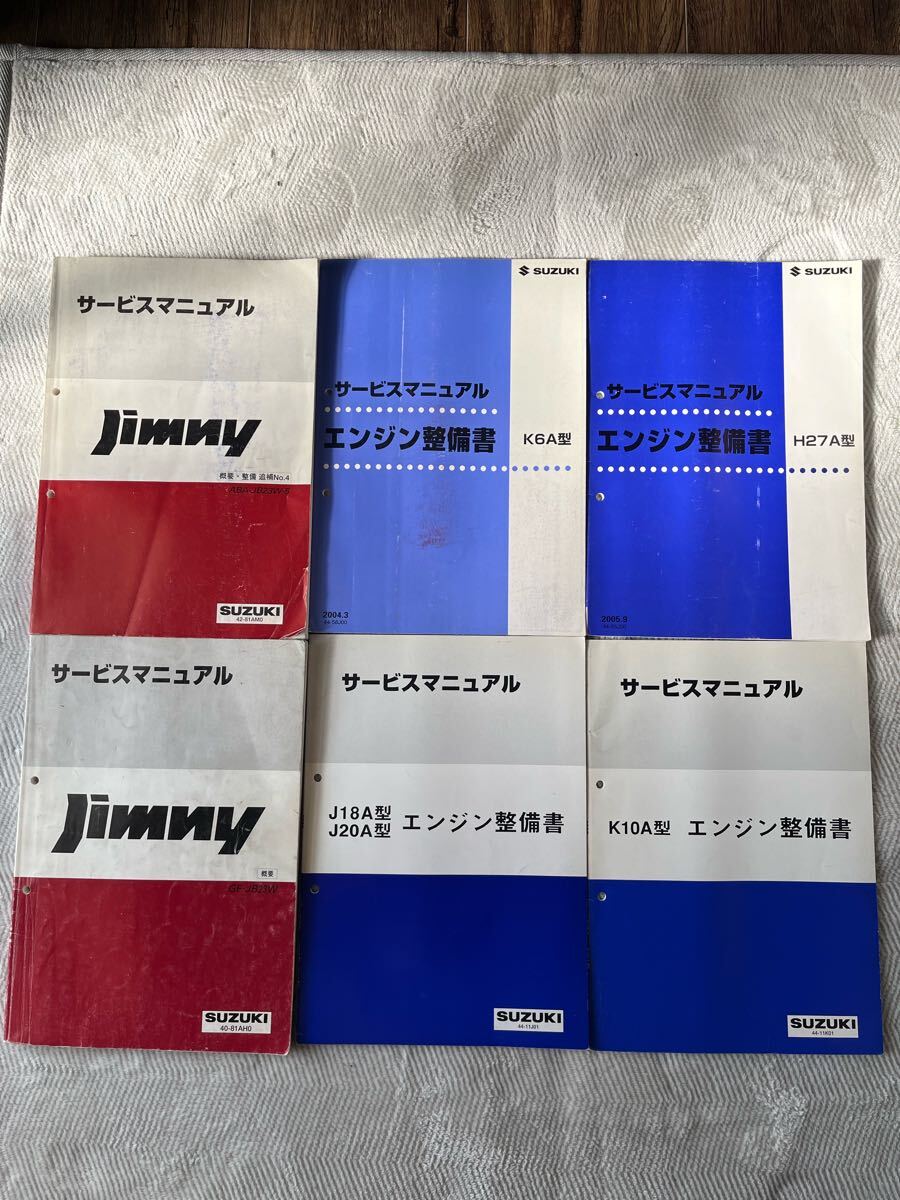 サービスマニュアル
Jimny
概要・整備 追補No.4
ABA-JB23W-5
SUZUKI
42-81AM0
SUZUKI
サービスマニュアル
エンジン整備書 K6A型
2004.3
SUZUKI
サービスマニュアル
エンジン整備書 H27A型
2005.9
サービスマニュアル
Jimny
概要
GF-JB23W
SUZUKI
40-81AH0
サービスマニュアル
J18A型
J20A型 エンジン整備書
SUZUKI
44-11J01
サービスマニュアル
K10A型 エンジン整備書
SUZUKI
44-11K01